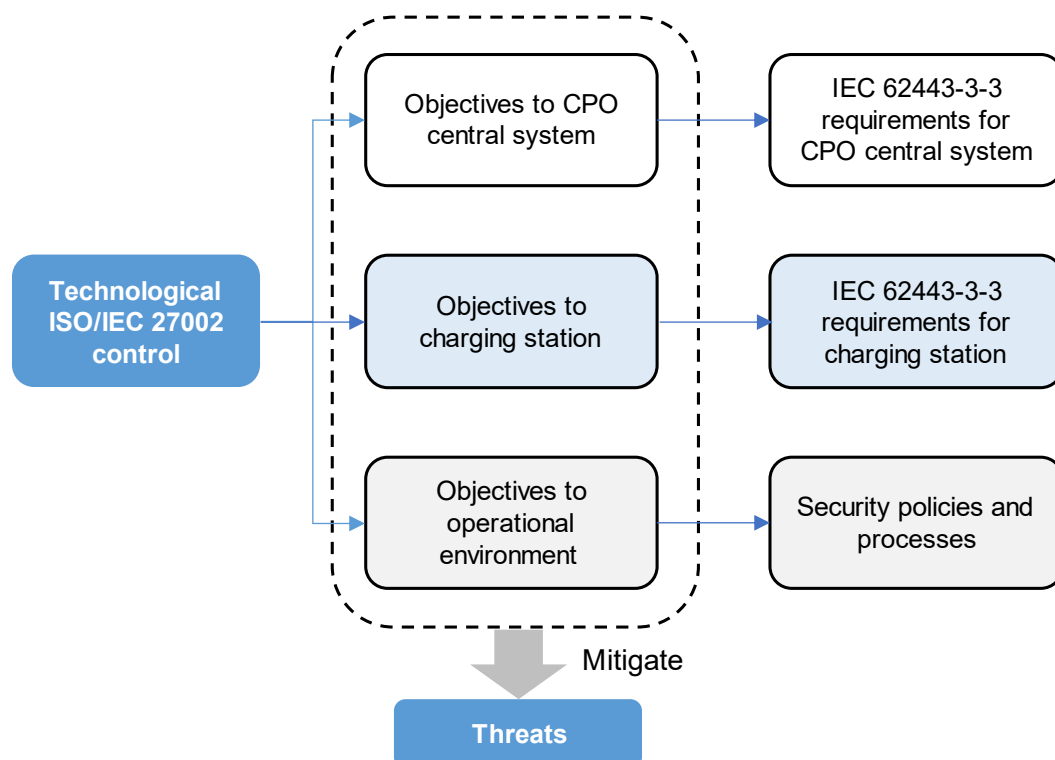 Objectives to CPO
central system
IEC 62443-3-3
requirements for
CPO central system
Technological
ISO/IEC 27002
control
Objectives to
charging station
IEC 62443-3-3
requirements for
charging station
Objectives to
operational
environment
Security policies and
processes
Mitigate
Threats